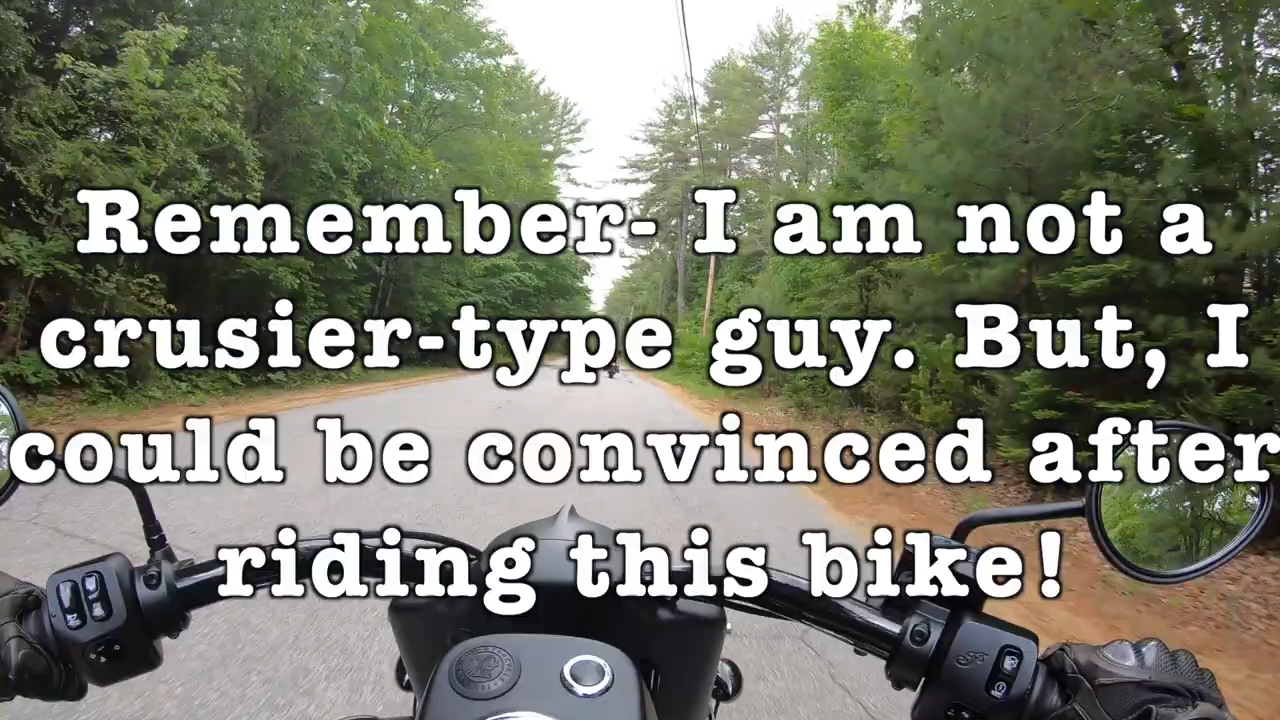 Remember- I am not a
crusier-type guy. But, I
could be convinced after
riding this bike!